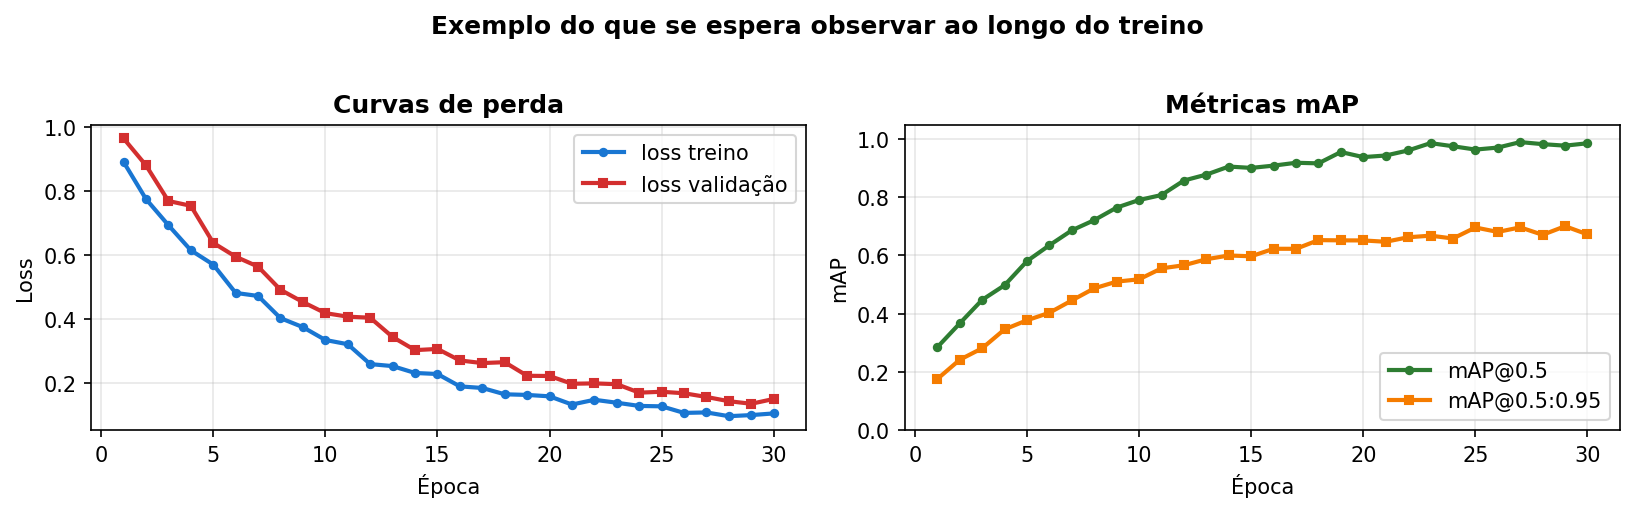 Exemplo do que se espera observar ao longo do treino
Curvas de perda
1.0
0.8
0.6
0.4
0.2
Loss
loss treino
loss validação
0 5 10 15 20 25 30
Época
Métricas mAP
1.0
0.8
0.6
0.4
0.2
0.0
mAP
mAP@0.5
mAP@0.5:0.95
0 5 10 15 20 25 30
Época